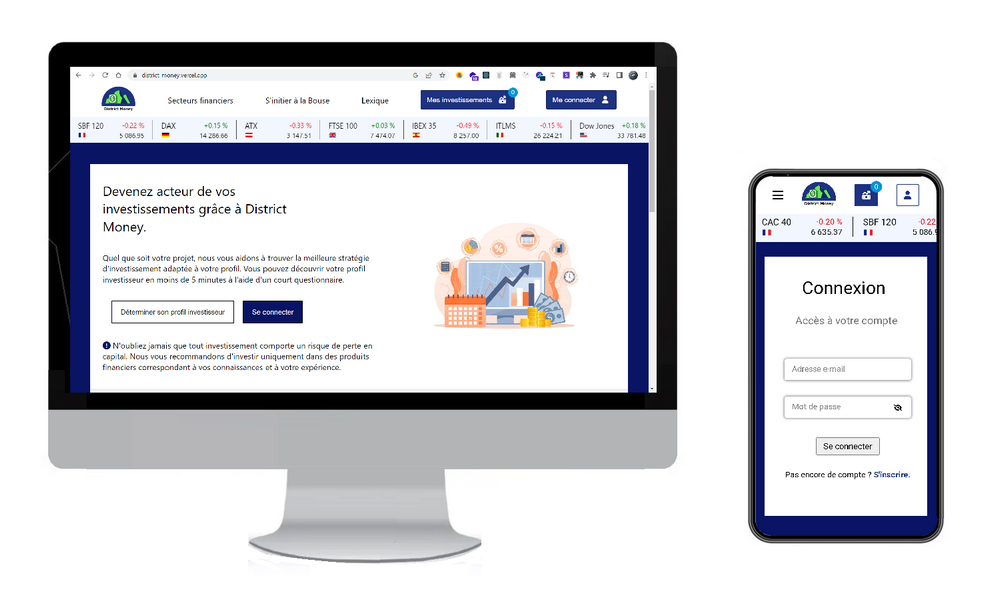 district-money.vercel.app
District Money
Secteurs financiers
S'initier à la Bouse
Lexique
Mes investissements
0
Me connecter
SBF 120 -0.22 %
5 086.95
DAX +0.15 %
14 286.66
ATX -0.33 %
3 147.51
FTSE 100 +0.03 %
7 474.07
IBEX 35 -0.49 %
8 257.00
ITLMS -0.15 %
26 224.21
Dow Jones +0.18 %
33 781.48
Devenez acteur de vos
investissements grâce à District
Money.
Quel que soit votre projet, nous vous aidons à trouver la meilleure stratégie
d'investissement adaptée à votre profil. Vous pouvez découvrir votre profil
investisseur en moins de 5 minutes à l'aide d'un court questionnaire.
Déterminer son profil investisseur
Se connecter
N'oubliez jamais que tout investissement comporte un risque de perte en
capital. Nous vous recommandons d'investir uniquement dans des produits
financiers correspondant à vos connaissances et à votre expérience.
%
District Money
0
CAC 40 -0.20 %
6 635.37
SBF 120 -0.22
5 086.9
Connexion
Accès à votre compte
Adresse e-mail
Mot de passe
Se connecter
Pas encore de compte ? S'inscrire.